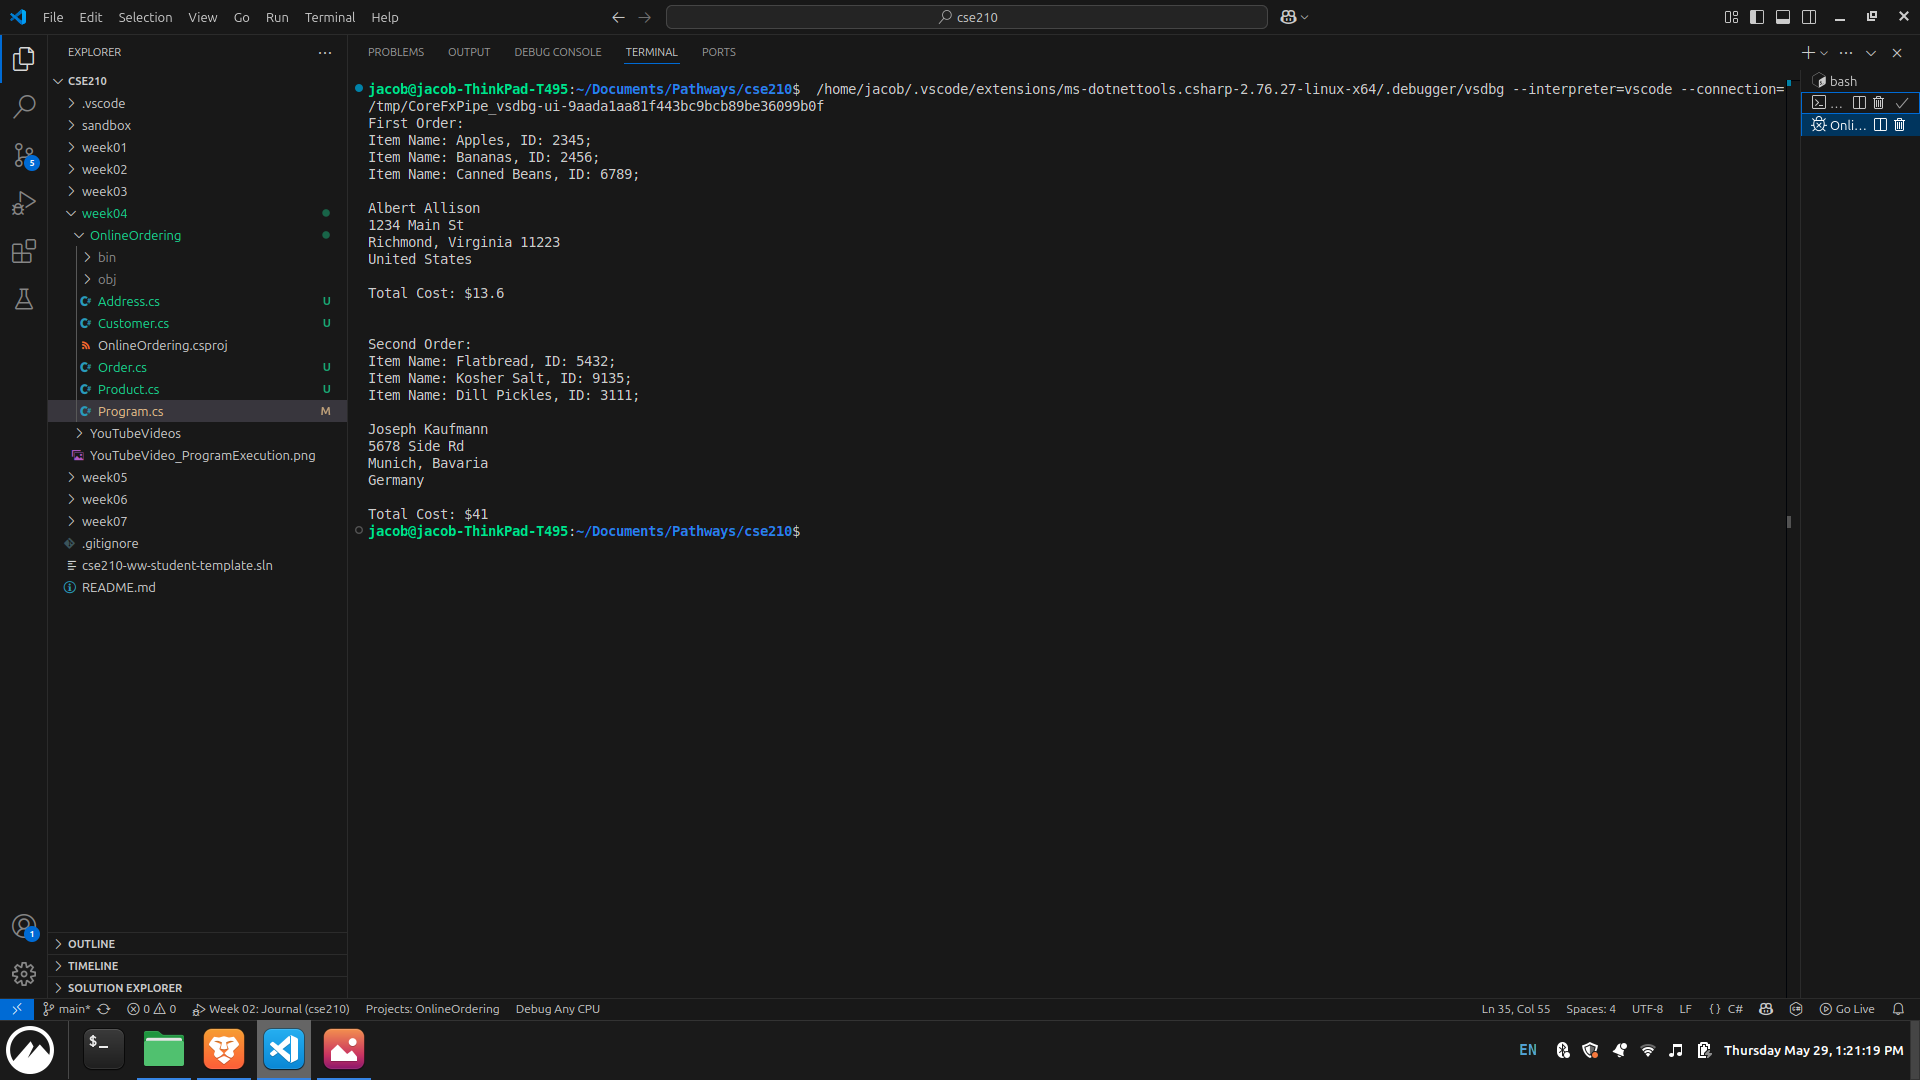 File Edit Selection View Go Run Terminal Help
cse210
EXPLORER
PROBLEMS OUTPUT DEBUG CONSOLE TERMINAL PORTS
CSE210
.vscode
sandbox
week01
week02
week03
week04
OnlineOrdering
bin
obj
Address.cs U
Customer.cs U
OnlineOrdering.csproj
Order.cs U
Product.cs U
Program.cs M
YouTubeVideos
YouTubeVideo_ProgramExecution.png
week05
week06
week07
.gitignore
cse210-ww-student-template.sln
README.md
OUTLINE
TIMELINE
SOLUTION EXPLORER
5
1
jacob@jacob-ThinkPad-T495:~/Documents/Pathways/cse210$ /home/jacob/.vscode/extensions/ms-dotnettools.csharp-2.76.27-linux-x64/.debugger/vsdbg --interpreter=vscode --connection=
/tmp/CoreFxPipe_vsdbg-ui-9aada1aa81f443bc9bcb89be36099b0f
First Order:
Item Name: Apples, ID: 2345;
Item Name: Bananas, ID: 2456;
Item Name: Canned Beans, ID: 6789;
Albert Allison
1234 Main St
Richmond, Virginia 11223
United States
Total Cost: $13.6
Second Order:
Item Name: Flatbread, ID: 5432;
Item Name: Kosher Salt, ID: 9135;
Item Name: Dill Pickles, ID: 3111;
Joseph Kaufmann
5678 Side Rd
Munich, Bavaria
Germany
Total Cost: $41
jacob@jacob-ThinkPad-T495:~/Documents/Pathways/cse210$
bash
...
Onli...
main* 0 0 Week 02: Journal (cse210) Projects: OnlineOrdering Debug Any CPU Ln 35, Col 55 Spaces: 4 UTF-8 LF {} C# Go Live
$_
EN Thursday May 29, 1:21:19 PM